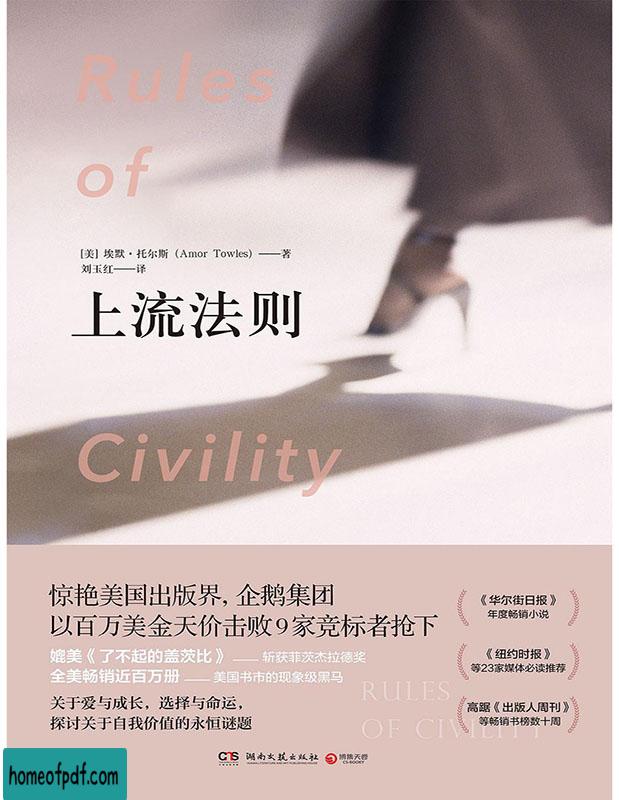 Rules
of
[美] 埃默·托尔斯（Amor Towles）——著
刘玉红——译
上流法则
Civility
惊艳美国出版界，企鹅集团
以百万美金天价击败9家竞标者抢下
媲美《了不起的盖茨比》——斩获菲茨杰拉德奖
全美畅销近百万册——美国书市的现象级黑马
关于爱与成长，选择与命运，
探讨关于自我价值的永恒谜题
《华尔街日报》
年度畅销小说
《纽约时报》
等23家媒体必读推荐
高踞《出版人周刊》
等畅销书榜数十周
RULES
OF CIVILITY
湖南文艺出版社
博集天卷
CS-BOOKY
homeofpdf.com